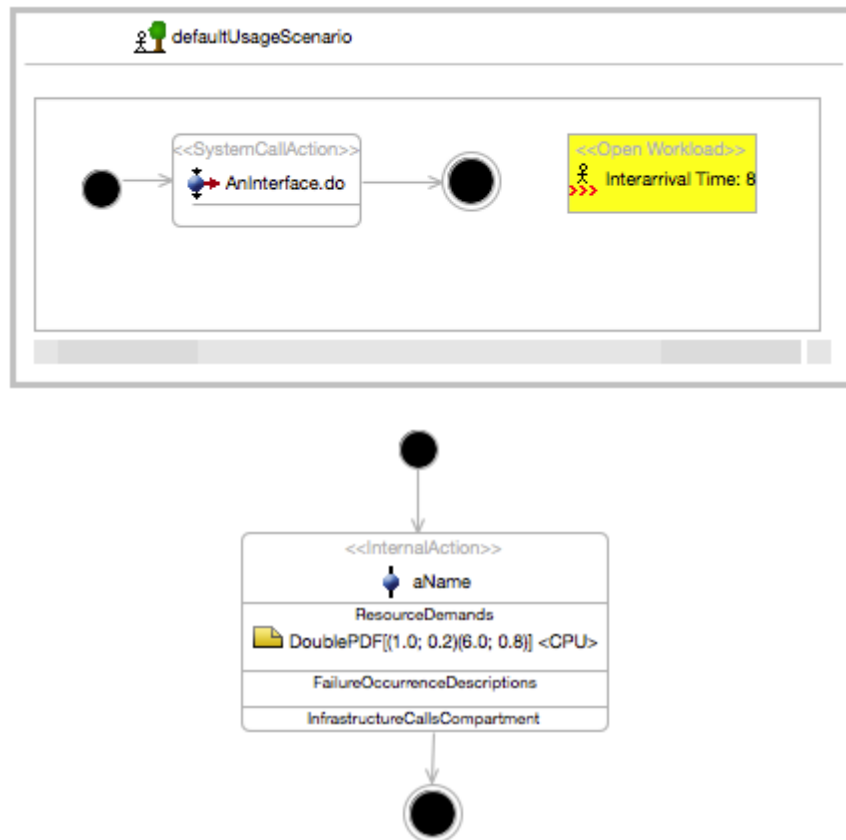 defaultUsageScenario
<<SystemCallAction>>
AnInterface.do
<<Open Workload>>
Interarrival Time: 8
<<InternalAction>>
aName
ResourceDemands
DoublePDF[(1.0; 0.2)(6.0; 0.8)] <CPU>
FailureOccurrenceDescriptions
InfrastructureCallsCompartment